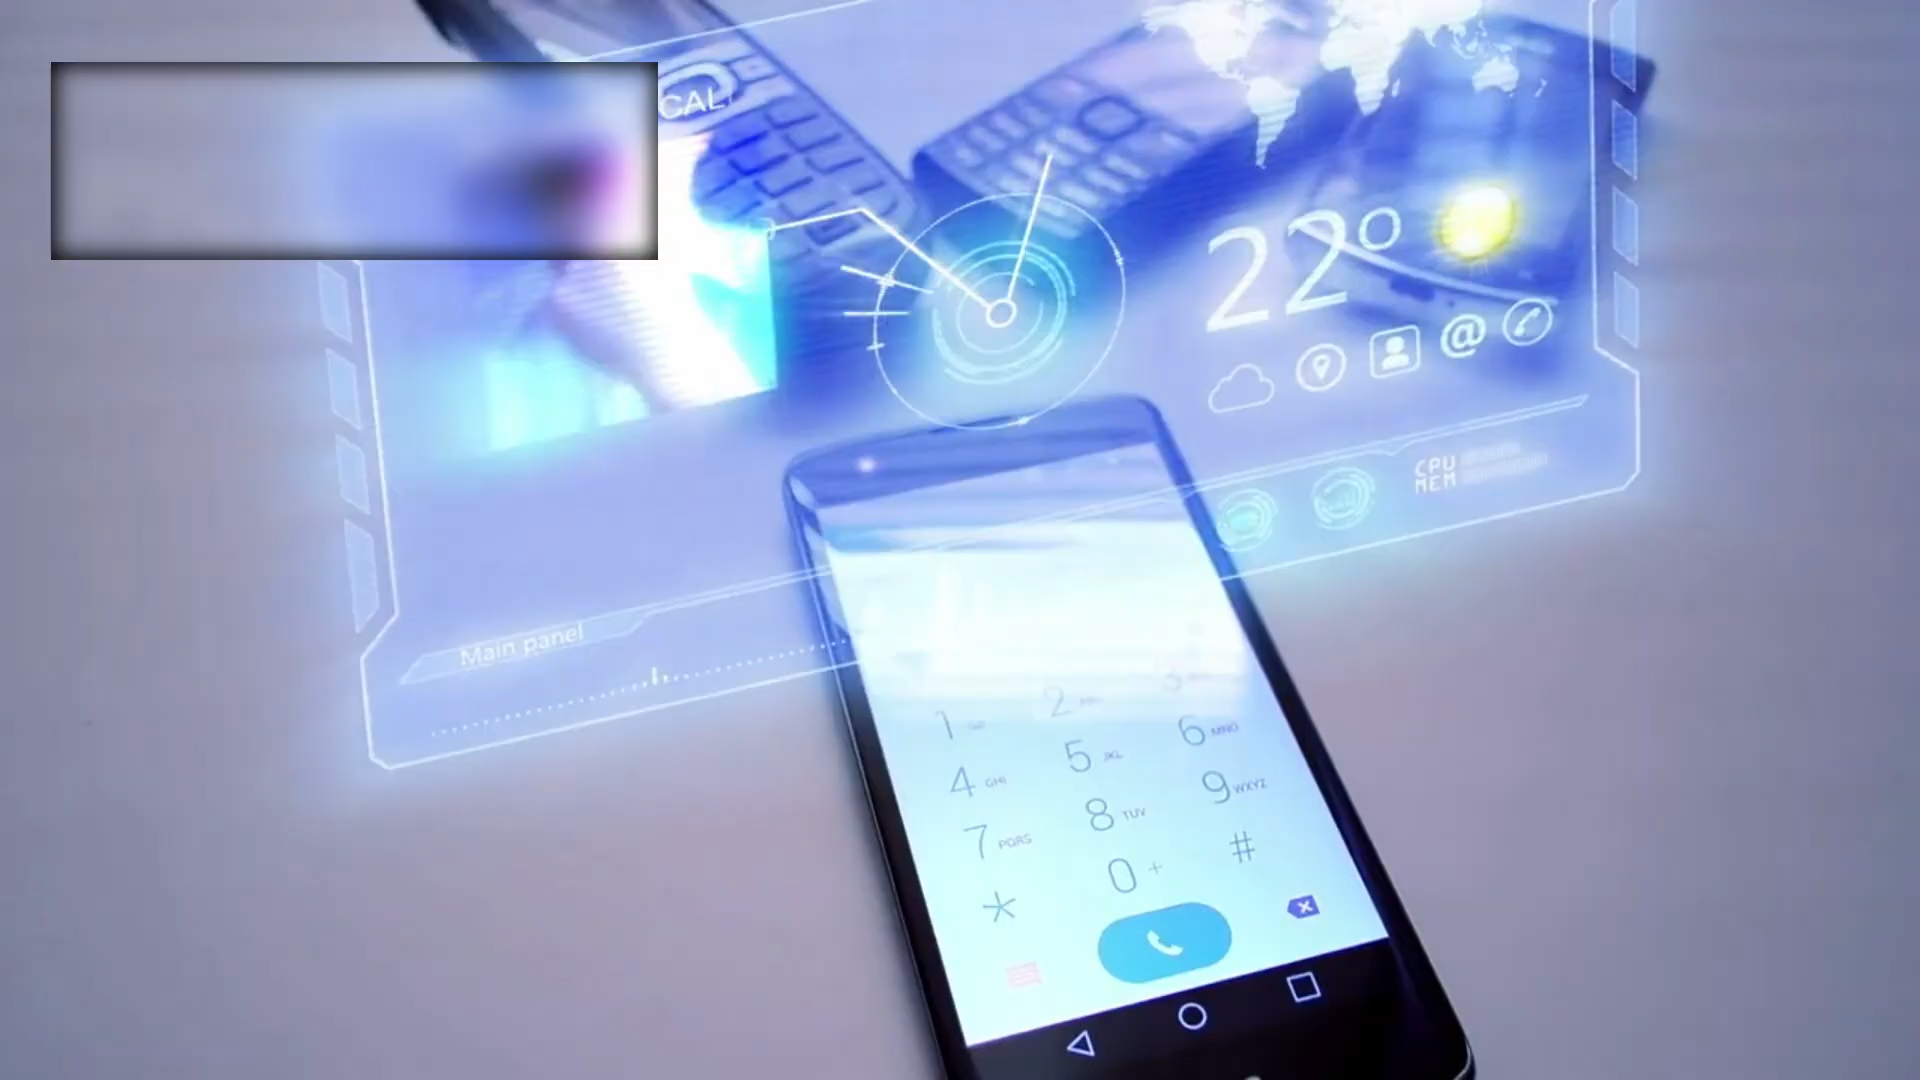 CAL
22°
@
CPU
MEM
Main panel
1 2 3
4 GHI 5 JKL 6 MNO
7 PQRS 8 TUV 9 WXYZ
* 0 + #